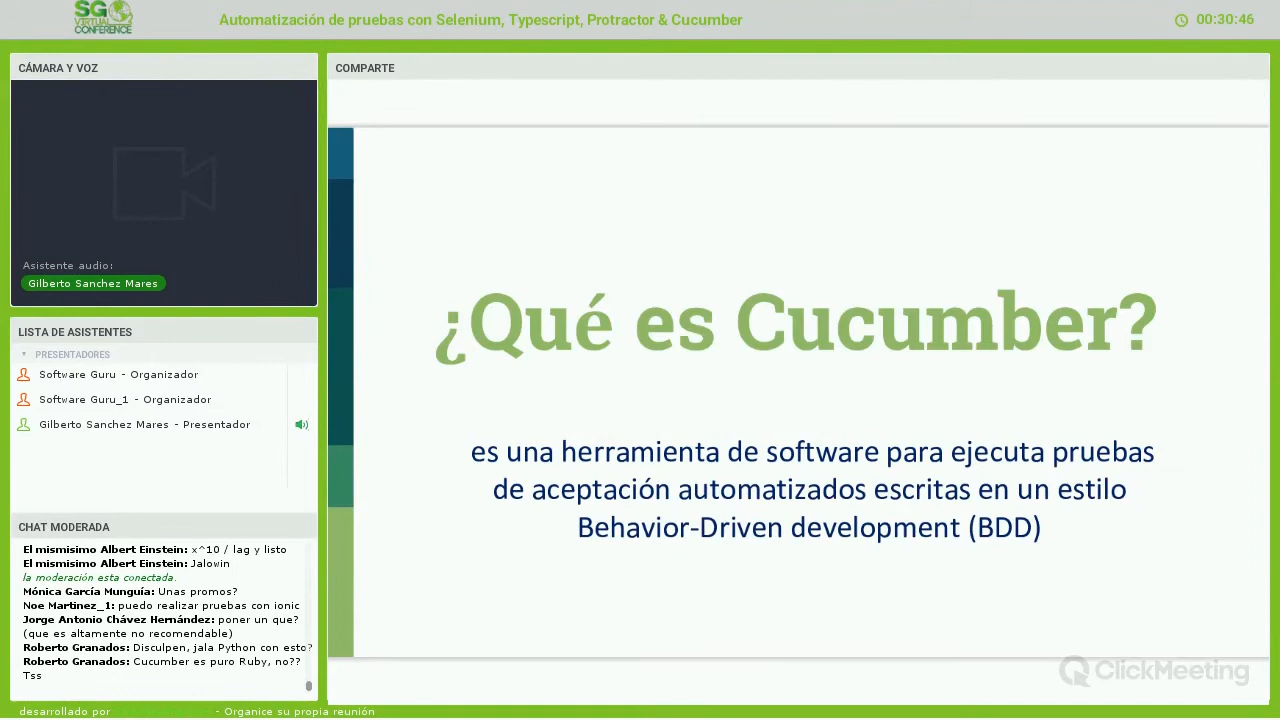 SG
VIRTUAL
CONFERENCE
Automatización de pruebas con Selenium, Typescript, Protractor & Cucumber
00:30:46
CÁMARA Y VOZ
Asistente audio:
Gilberto Sanchez Mares
LISTA DE ASISTENTES
PRESENTADORES
Software Guru - Organizador
Software Guru_1 - Organizador
Gilberto Sanchez Mares - Presentador
CHAT MODERADA
El mismisimo Albert Einstein: x^10 / lag y listo
El mismisimo Albert Einstein: Jalowin
la moderación esta conectada.
Mónica García Munguía: Unas promos?
Noe Martinez_1: puedo realizar pruebas con ionic
Jorge Antonio Chávez Hernández: poner un que?
(que es altamente no recomendable)
Roberto Granados: Disculpen, jala Python con esto?
Roberto Granados: Cucumber es puro Ruby, no??
Tss
COMPARTE
¿Qué es Cucumber?
es una herramienta de software para ejecuta pruebas
de aceptación automatizados escritas en un estilo
Behavior-Driven development (BDD)
ClickMeeting
desarrollado por - Organice su propia reunión